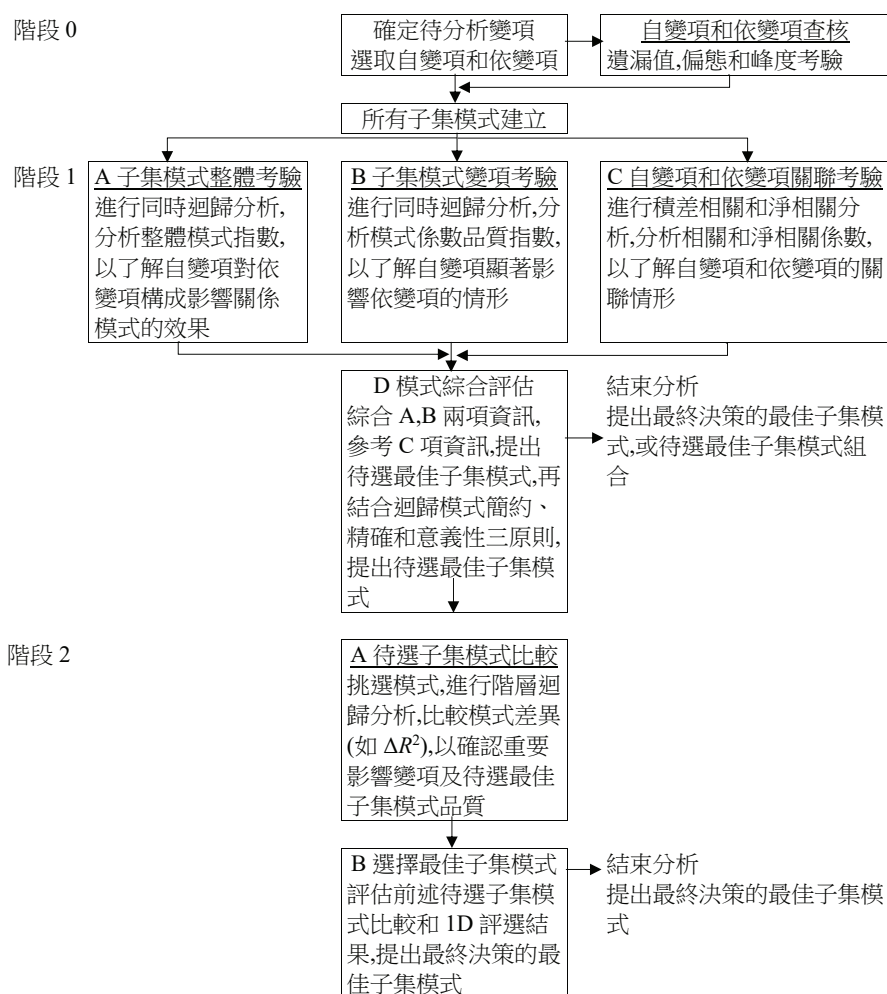 階段 0
確定待分析變項
選取自變項和依變項
自變項和依變項查核
遺漏值,偏態和峰度考驗
所有子集模式建立
階段 1
A 子集模式整體考驗
進行同時迴歸分析,
分析整體模式指數,
以了解自變項對依
變項構成影響關係
模式的效果
B 子集模式變項考驗
進行同時迴歸分析,分
析模式係數品質指數,
以了解自變項顯著影
響依變項的情形
C 自變項和依變項關聯考驗
進行積差相關和淨相關分
析,分析相關和淨相關係數,
以了解自變項和依變項的關
聯情形
D 模式綜合評估
綜合 A,B 兩項資訊,
參考 C 項資訊,提出
待選最佳子集模式,再
結合迴歸模式簡約、
精確和意義性三原則,
提出待選最佳子集模
式
結束分析
提出最終決策的最佳子集模
式,或待選最佳子集模式組
合
階段 2
A 待選子集模式比較
挑選模式,進行階層迴
歸分析,比較模式差異
(如 ΔR²),以確認重要
影響變項及待選最佳
子集模式品質
B 選擇最佳子集模式
評估前述待選子集模
式比較和 1D 評選結
果,提出最終決策的最
佳子集模式
結束分析
提出最終決策的最佳子集模
式